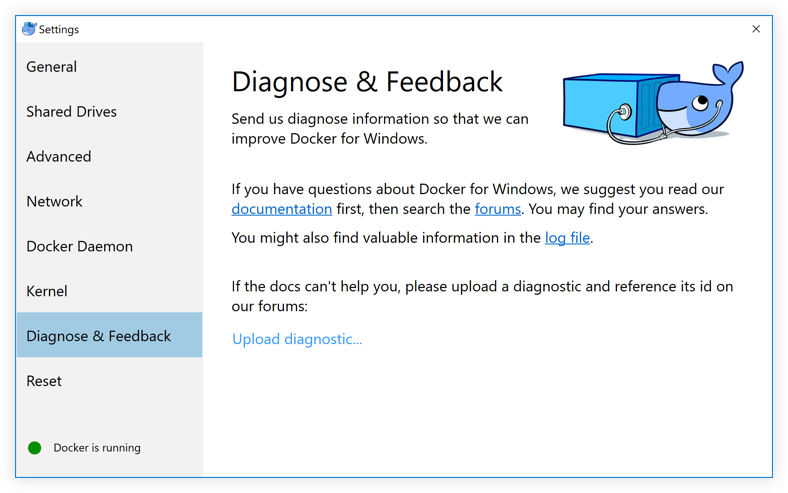 Settings
General
Shared Drives
Advanced
Network
Docker Daemon
Kernel
Diagnose & Feedback
Reset
Docker is running
Diagnose & Feedback
Send us diagnose information so that we can
improve Docker for Windows.
If you have questions about Docker for Windows, we suggest you read our
documentation first, then search the forums. You may find your answers.
You might also find valuable information in the log file.
If the docs can't help you, please upload a diagnostic and reference its id on
our forums:
Upload diagnostic...